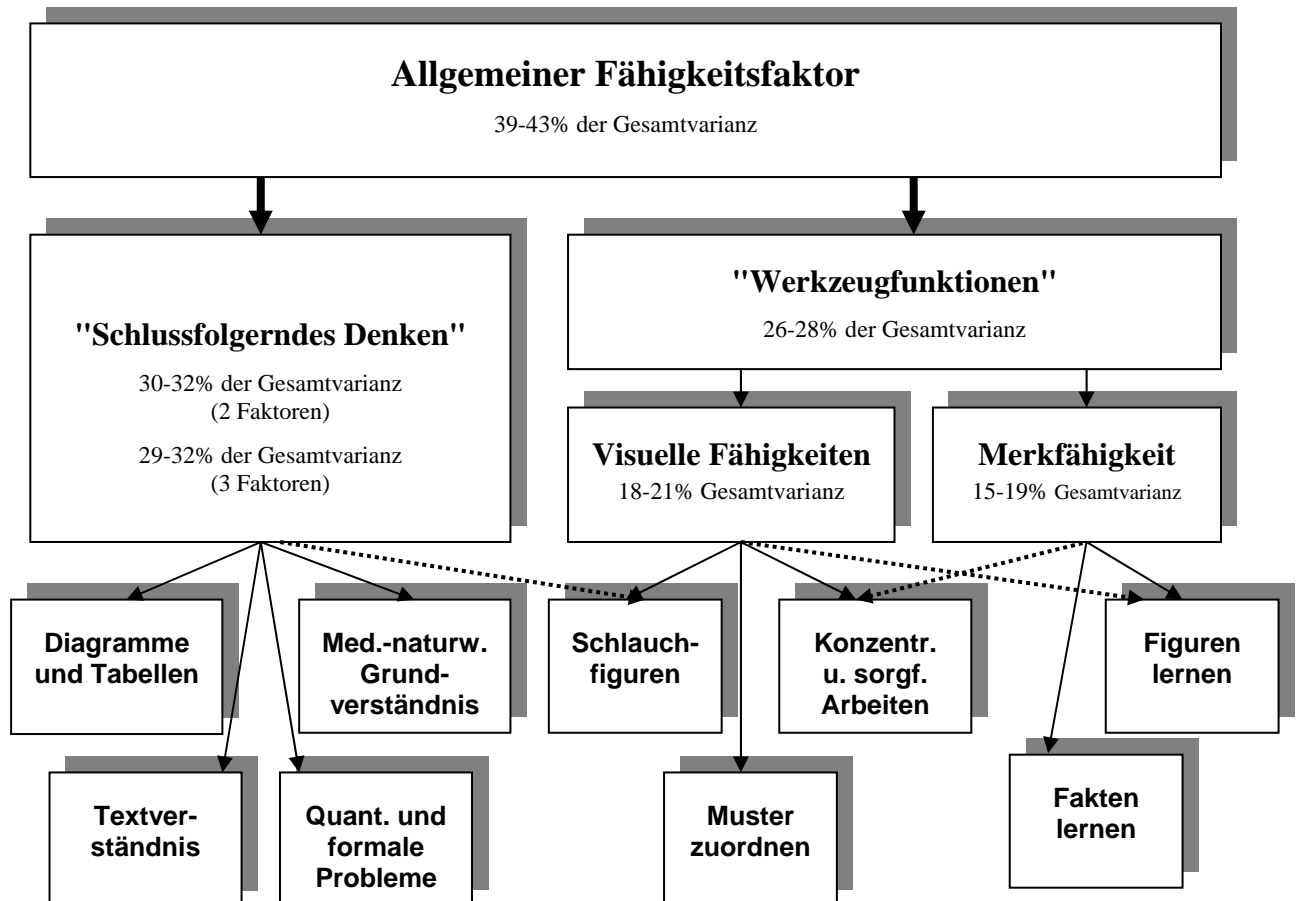 Allgemeiner Fähigkeitsfaktor
39-43% der Gesamtvarianz
"Schlussfolgerndes Denken"
30-32% der Gesamtvarianz
(2 Faktoren)
29-32% der Gesamtvarianz
(3 Faktoren)
"Werkzeugfunktionen"
26-28% der Gesamtvarianz
Visuelle Fähigkeiten
18-21% Gesamtvarianz
Merkfähigkeit
15-19% Gesamtvarianz
Diagramme
und Tabellen
Med.-naturw.
Grund-
verständnis
Schlauch-
figuren
Konzentr.
u. sorgf.
Arbeiten
Figuren
lernen
Textver-
ständnis
Quant. und
formale
Probleme
Muster
zuordnen
Fakten
lernen